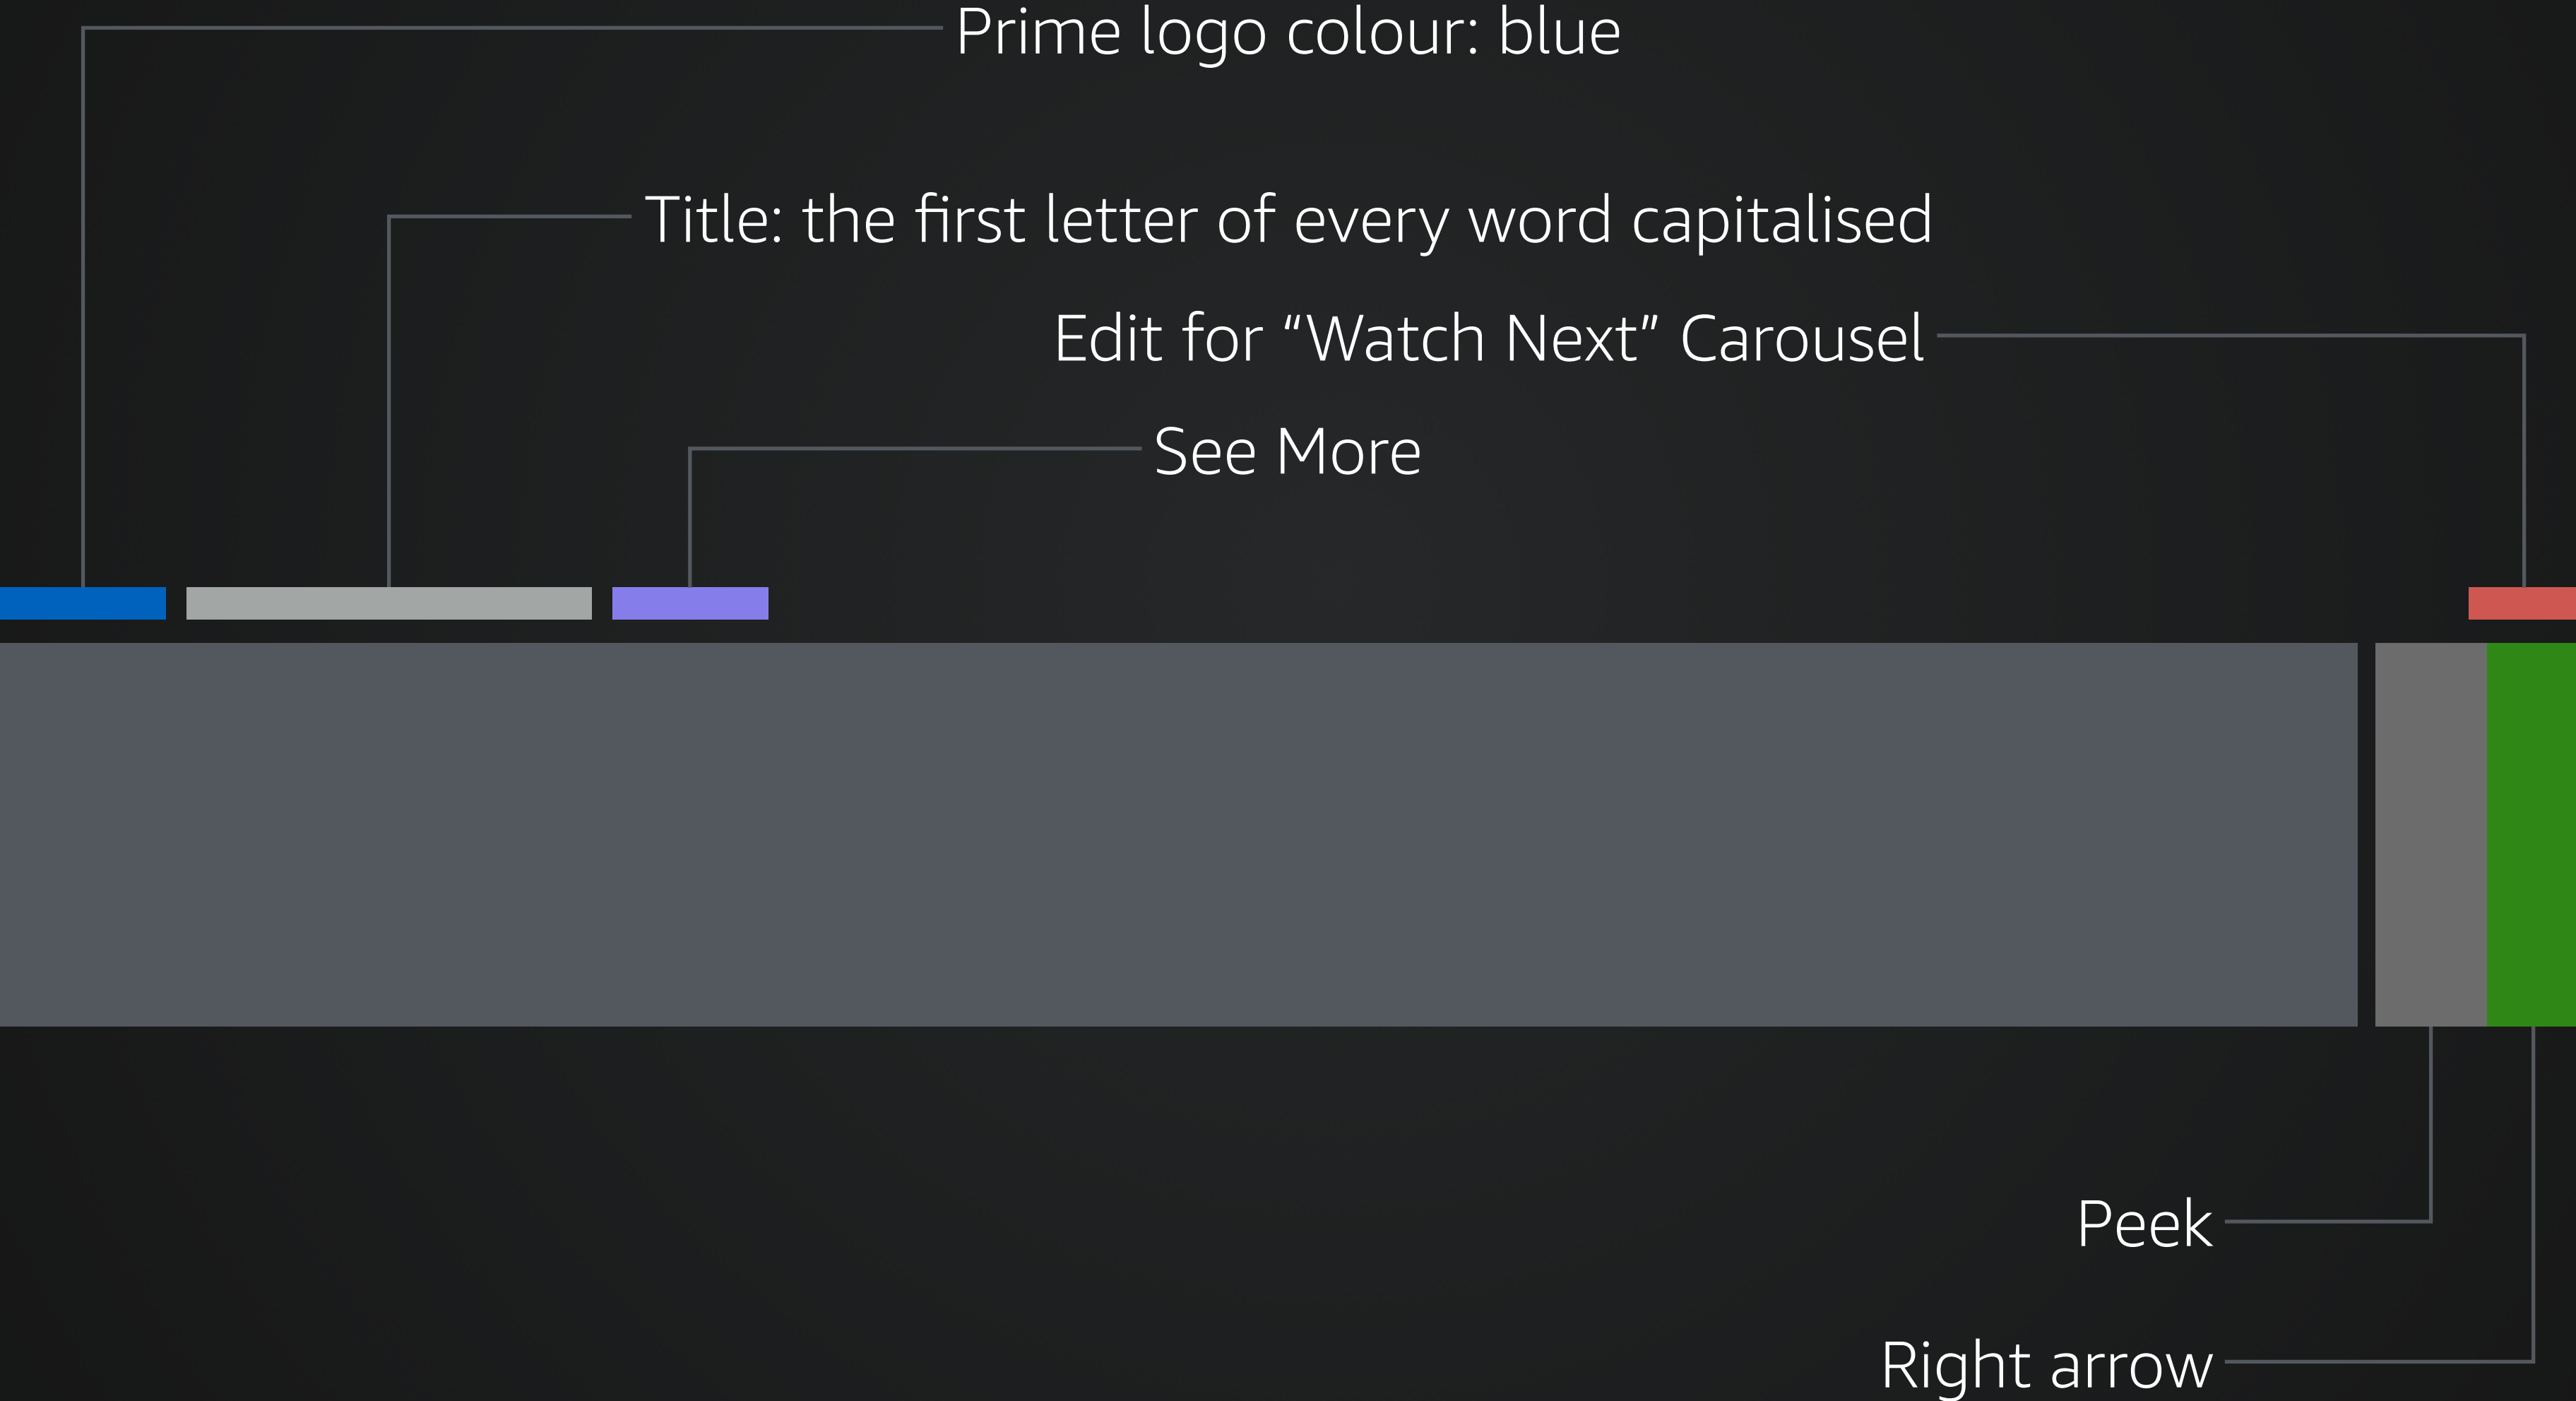 Prime logo colour: blue
Title: the first letter of every word capitalised
Edit for “Watch Next” Carousel
See More
Peek
Right arrow